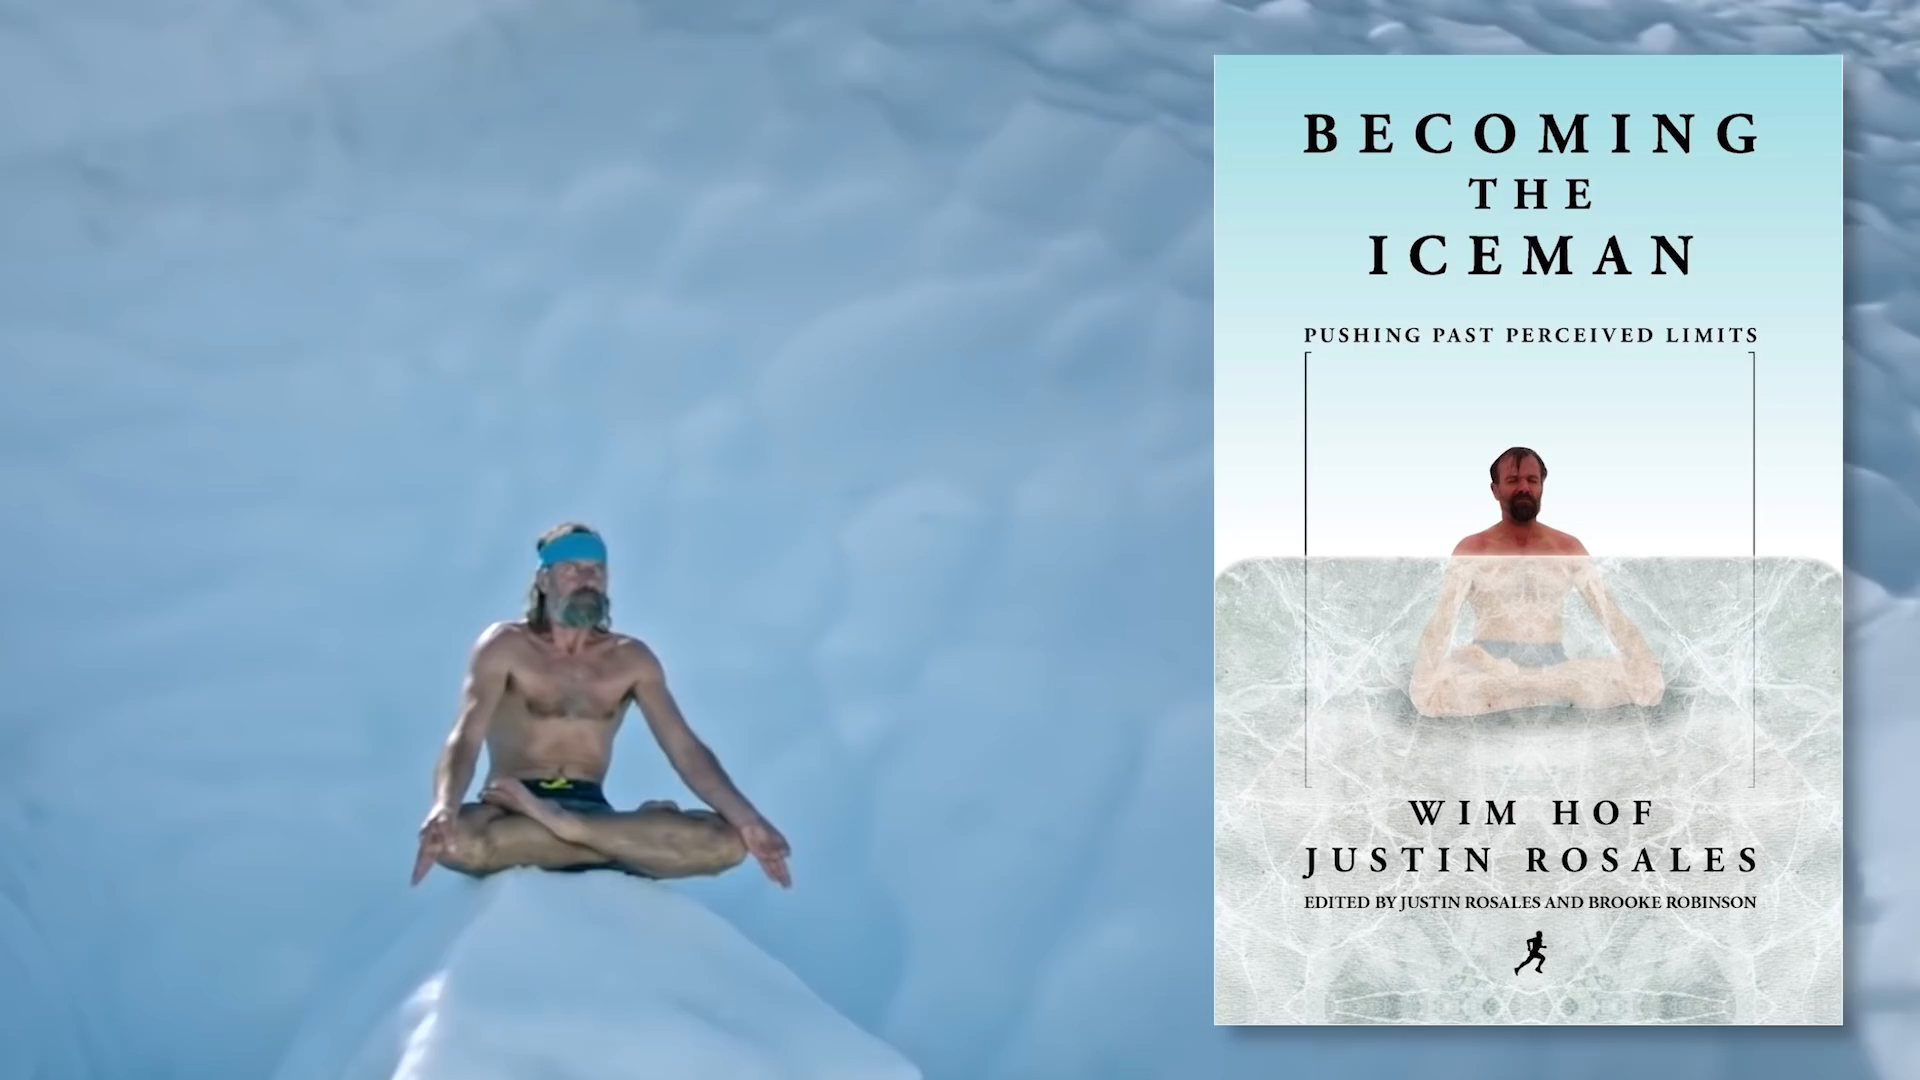 BECOMING
THE
ICEMAN
PUSHING PAST PERCEIVED LIMITS
WIM HOF
JUSTIN ROSALES
EDITED BY JUSTIN ROSALES AND BROOKE ROBINSON